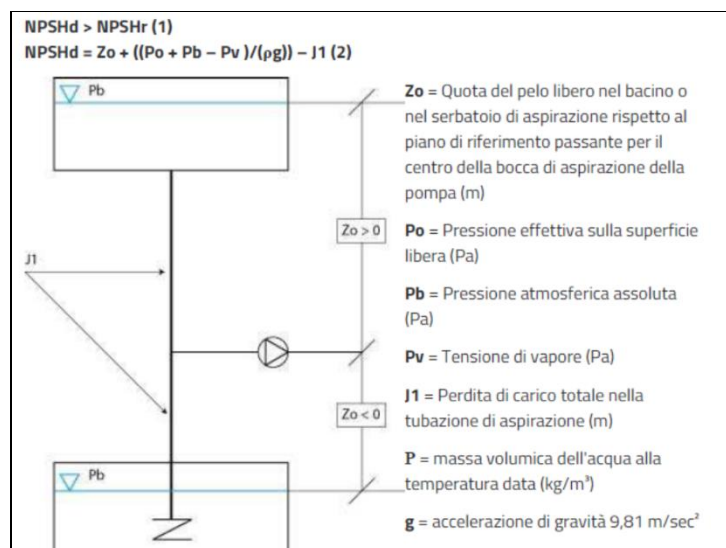 NPSHd > NPSHr (1)
NPSHd = Zo + ((Po + Pb – Pv )/(ρg)) – J1 (2)
Pb
Zo > 0
J1
Zo < 0
Pb
Zo = Quota del pelo libero nel bacino o
nel serbatoio di aspirazione rispetto al
piano di riferimento passante per il
centro della bocca di aspirazione della
pompa (m)
Po = Pressione effettiva sulla superficie
libera (Pa)
Pb = Pressione atmosferica assoluta
(Pa)
Pv = Tensione di vapore (Pa)
J1 = Perdita di carico totale nella
tubazione di aspirazione (m)
P = massa volumica dell'acqua alla
temperatura data (kg/m³)
g = accelerazione di gravità 9,81 m/sec²